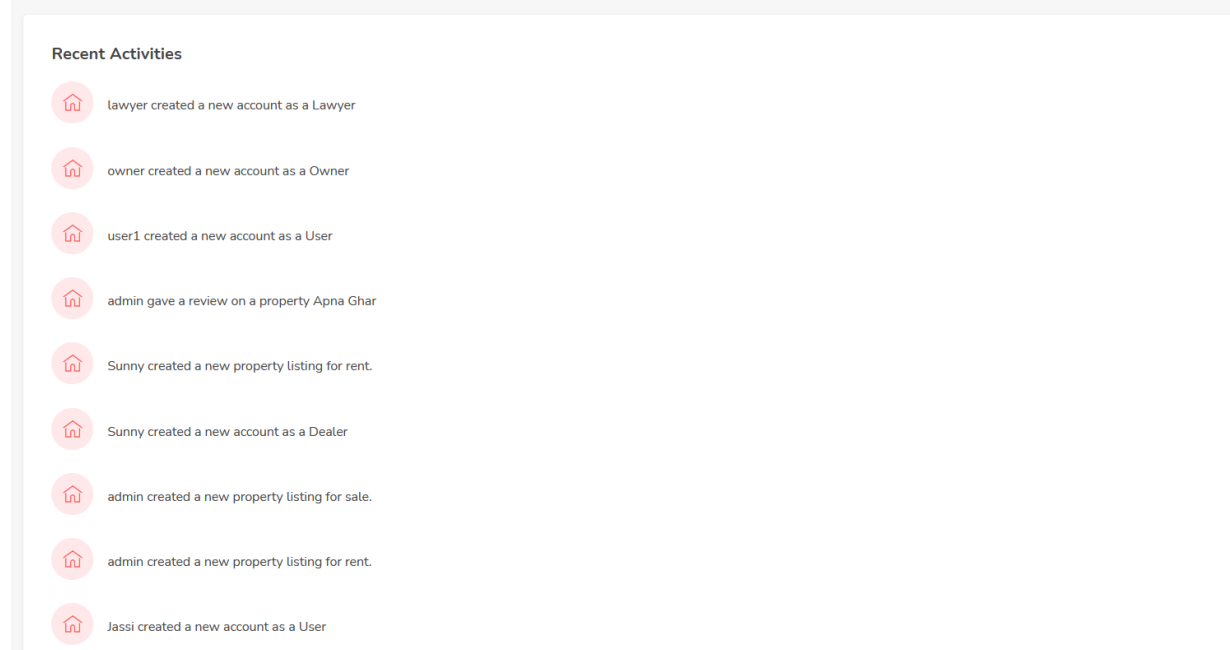 Recent Activities
lawyer created a new account as a Lawyer
owner created a new account as a Owner
user1 created a new account as a User
admin gave a review on a property Apna Ghar
Sunny created a new property listing for rent.
Sunny created a new account as a Dealer
admin created a new property listing for sale.
admin created a new property listing for rent.
Jassi created a new account as a User